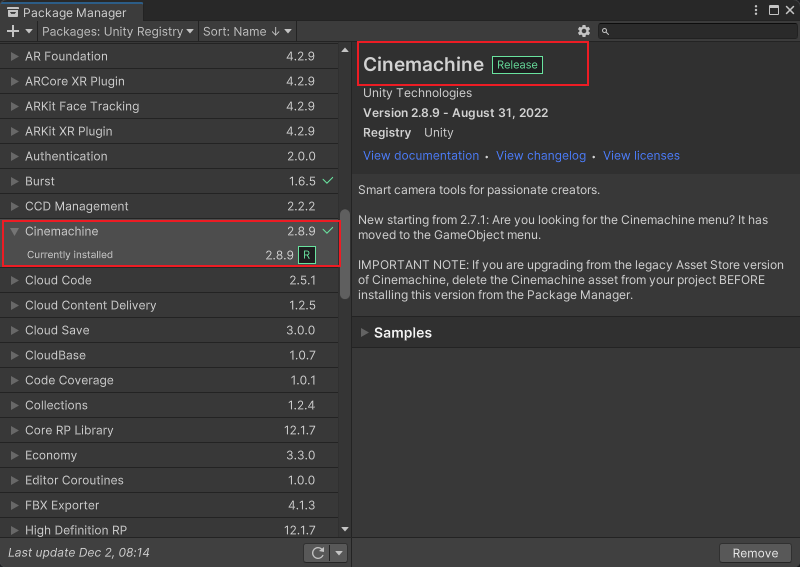 Package Manager
Packages: Unity Registry Sort: Name ↓
AR Foundation 4.2.9
ARCore XR Plugin 4.2.9
ARKit Face Tracking 4.2.9
ARKit XR Plugin 4.2.9
Authentication 2.0.0
Burst 1.6.5
CCD Management 2.2.2
Cinemachine 2.8.9
Currently installed 2.8.9 R
Cloud Code 2.5.1
Cloud Content Delivery 1.2.5
Cloud Save 3.0.0
CloudBase 1.0.7
Code Coverage 1.0.1
Collections 1.2.4
Core RP Library 12.1.7
Economy 3.3.0
Editor Coroutines 1.0.0
FBX Exporter 4.1.3
High Definition RP 12.1.7
Last update Dec 2, 08:14
Cinemachine Release
Unity Technologies
Version 2.8.9 - August 31, 2022
Registry Unity
View documentation • View changelog • View licenses
Smart camera tools for passionate creators.
New starting from 2.7.1: Are you looking for the Cinemachine menu? It has
moved to the GameObject menu.
IMPORTANT NOTE: If you are upgrading from the legacy Asset Store version
of Cinemachine, delete the Cinemachine asset from your project BEFORE
installing this version from the Package Manager.
Samples
Remove